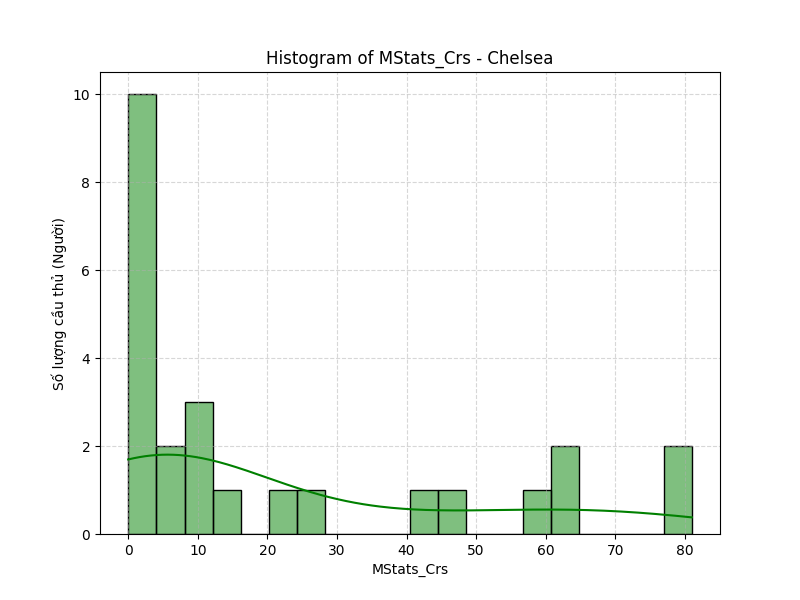 Histogram of MStats_Crs - Chelsea
Số lượng cầu thủ (Người)
10
8
6
4
2
0
0 10 20 30 40 50 60 70 80
MStats_Crs